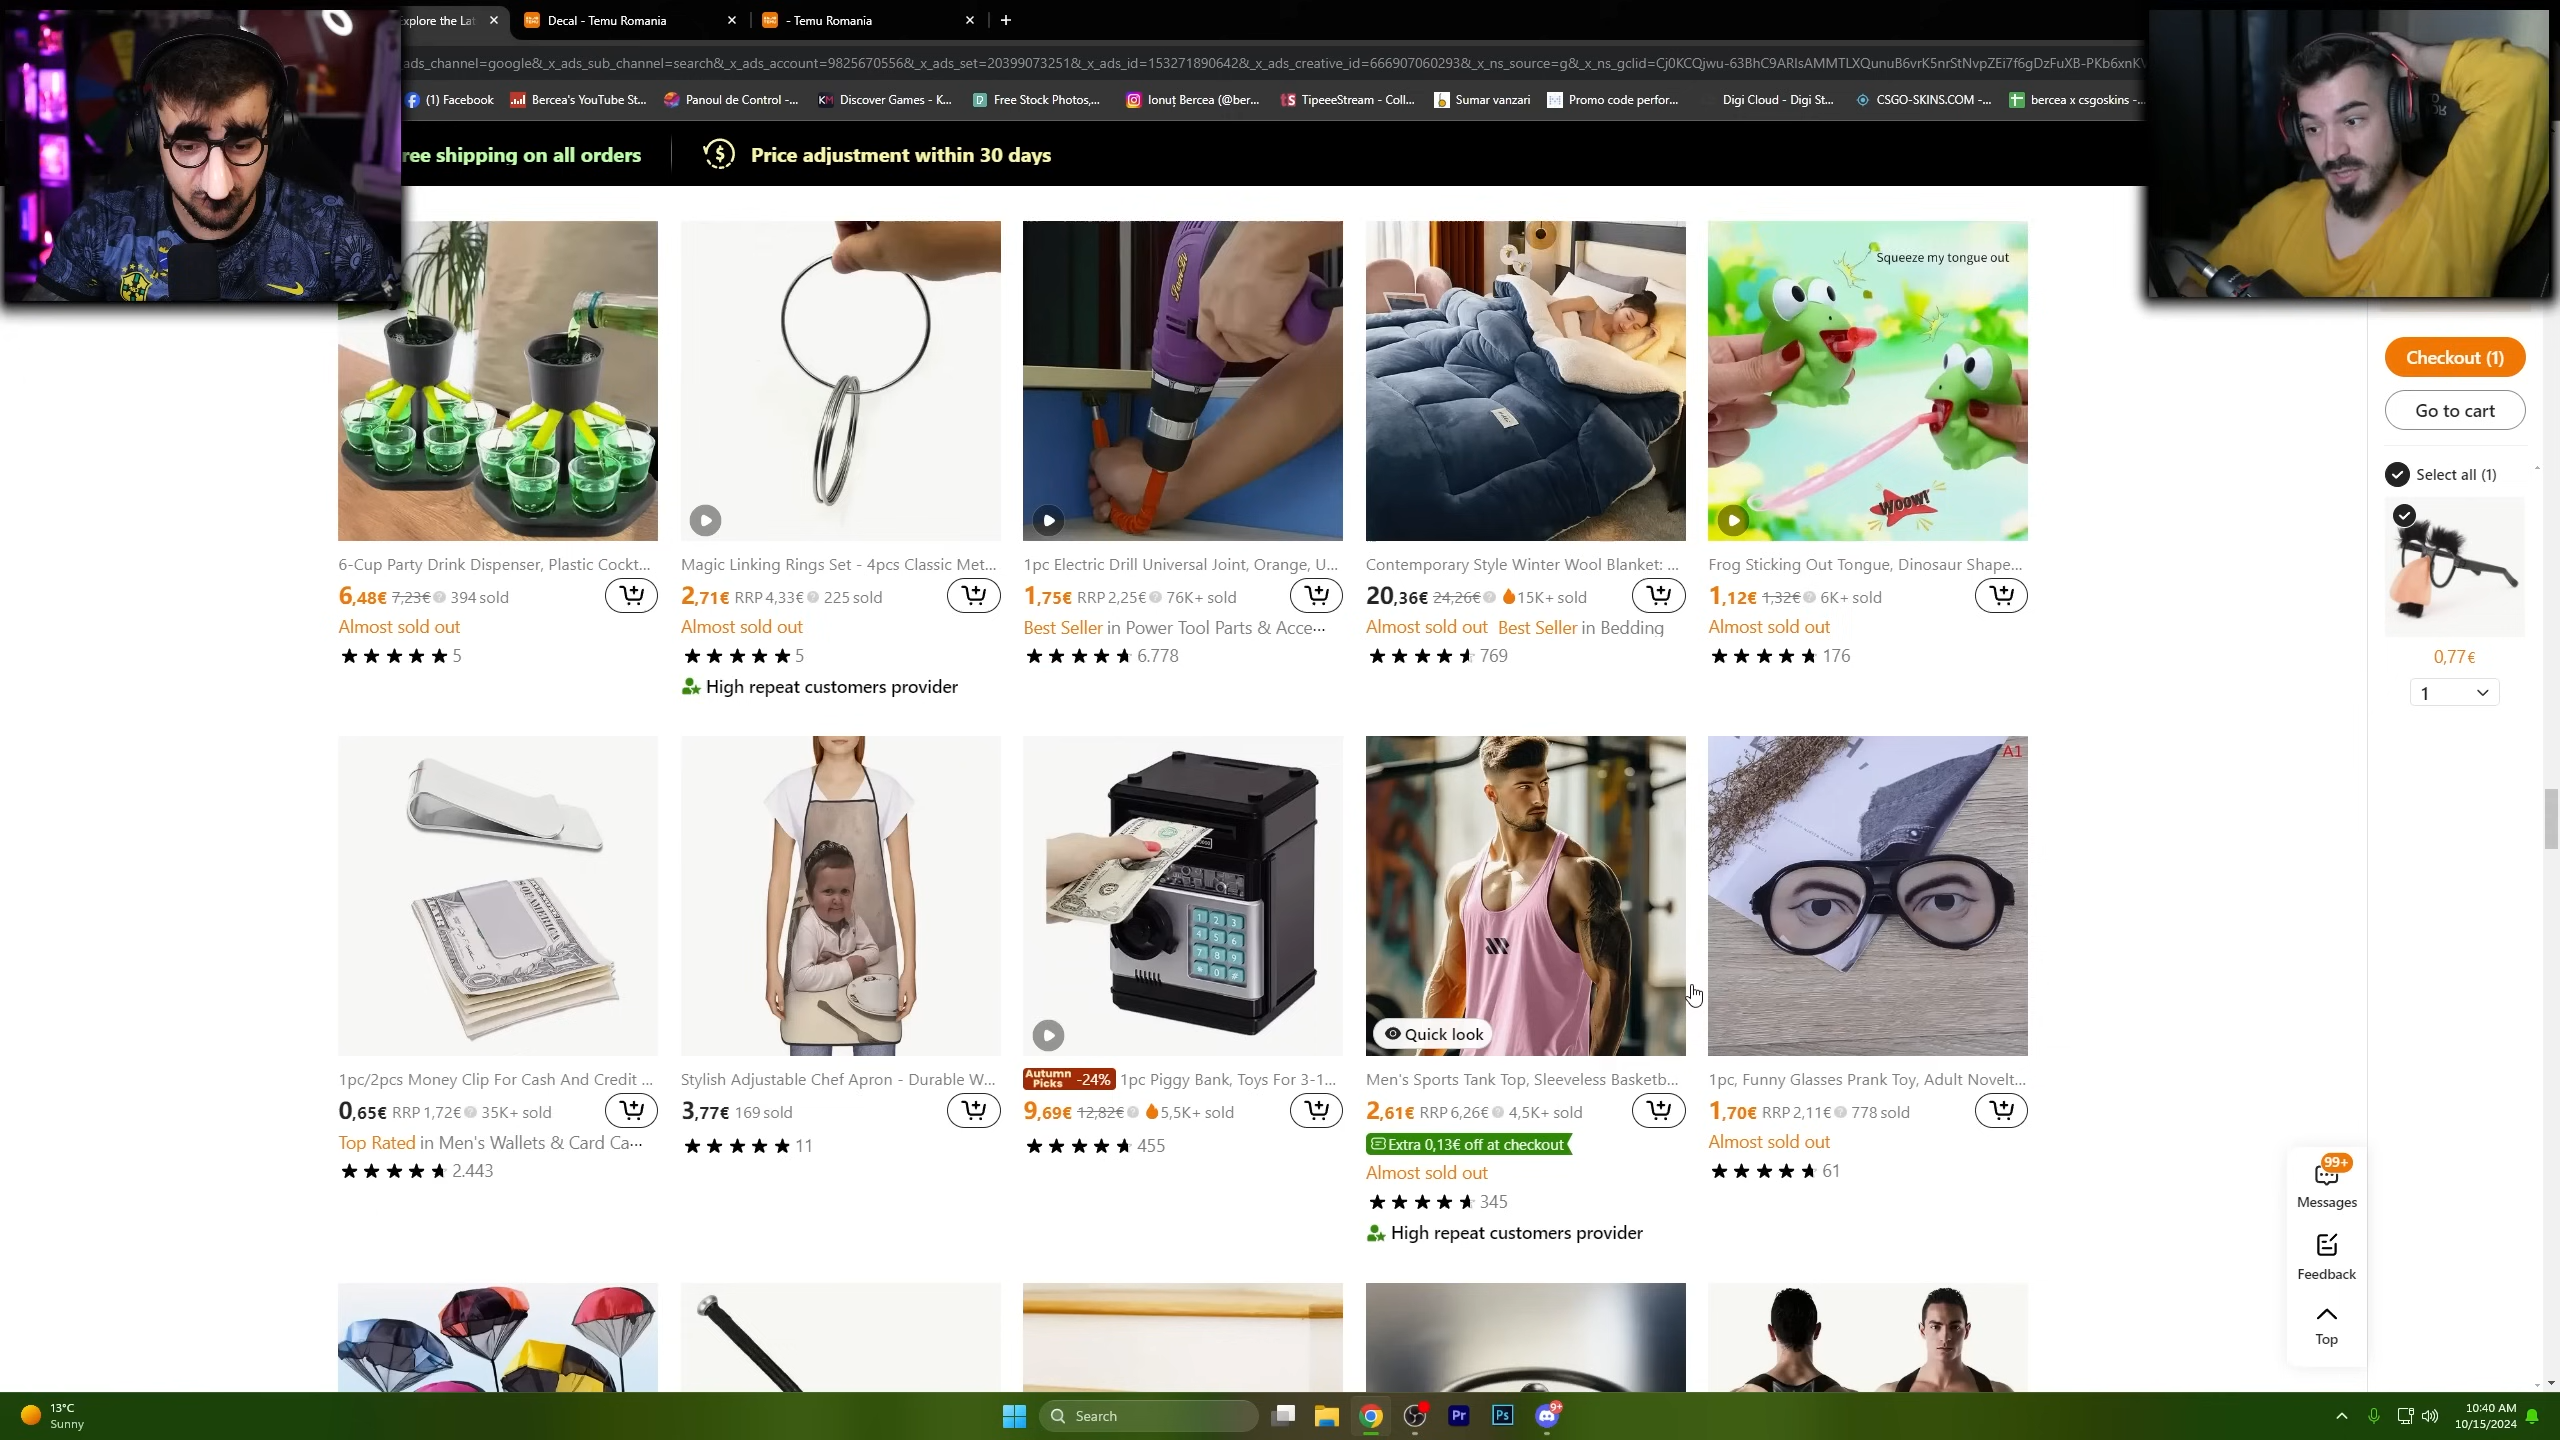 Explore the Lat
Decal - Temu Romania
- Temu Romania
ads_channel=google&_x_ads_sub_channel=search&_x_ads_account=9825670556&_x_ads_set=20399073251&_x_ads_id=153271890642&_x_ads_creative_id=666907060293&_x_ns_source=g&_x_ns_gclid=
(1) Facebook
Bercea's YouTube St...
Panoul de Control -...
Discover Games - K...
Free Stock Photos,...
Ionuț Bercea (@ber...
TipeeeStream - Coll...
Sumar vanzari
Promo code perfor...
Digi Cloud - Digi St...
CSGO-SKINS.COM -...
bercea x csgoskins -...
ree shipping on all orders
Price adjustment within 30 days
Squeeze my tongue out
Woow!
6-Cup Party Drink Dispenser, Plastic Cockt...
Magic Linking Rings Set - 4pcs Classic Met...
1pc Electric Drill Universal Joint, Orange, U...
Contemporary Style Winter Wool Blanket: ...
Frog Sticking Out Tongue, Dinosaur Shape...
6,48€ 7,23€ 394 sold
2,71€ RRP 4,33€ 225 sold
1,75€ RRP 2,25€ 76K+ sold
20,36€ 24,26€ 15K+ sold
1,12€ 1,32€ 6K+ sold
Almost sold out
Almost sold out
Best Seller in Power Tool Parts & Acce...
Almost sold out Best Seller in Bedding
Almost sold out
5
5
6.778
769
176
High repeat customers provider
A1
Quick look
1pc/2pcs Money Clip For Cash And Credit ...
Stylish Adjustable Chef Apron - Durable W...
Autumn Picks -24% 1pc Piggy Bank, Toys For 3-1...
Men's Sports Tank Top, Sleeveless Basketb...
1pc, Funny Glasses Prank Toy, Adult Novelt...
0,65€ RRP 1,72€ 35K+ sold
3,77€ 169 sold
9,69€ 12,82€ 5,5K+ sold
2,61€ RRP 6,26€ 4,5K+ sold
1,70€ RRP 2,11€ 778 sold
Top Rated in Men's Wallets & Card Ca...
11
455
Extra 0,13€ off at checkout
Almost sold out
2.443
Almost sold out
61
345
High repeat customers provider
Checkout (1)
Go to cart
Select all (1)
0,77€
1
99+
Messages
Feedback
Top
13°C
Sunny
Search
Pr
Ps
9+
10:40 AM
10/15/2024